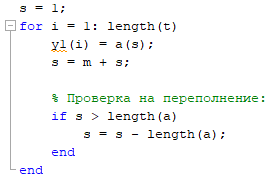 s = 1;
for i = 1: length(t)
y1(i) = a(s);
s = m + s;
% Проверка на переполнение:
if s > length(a)
s = s - length(a);
end
end